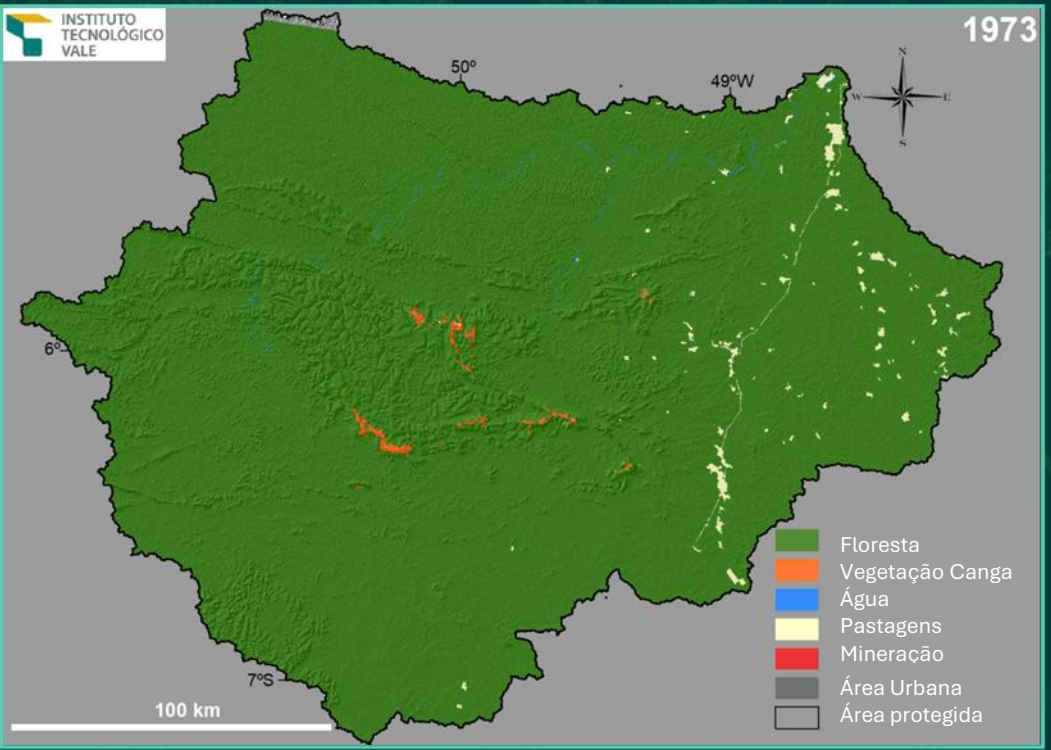 INSTITUTO
TECNOLÓGICO
VALE
1973
N
50º
49ºW
W
E
S
6º
Floresta
Vegetação Canga
Água
Pastagens
Mineração
7ºS
Área Urbana
100 km
Área protegida